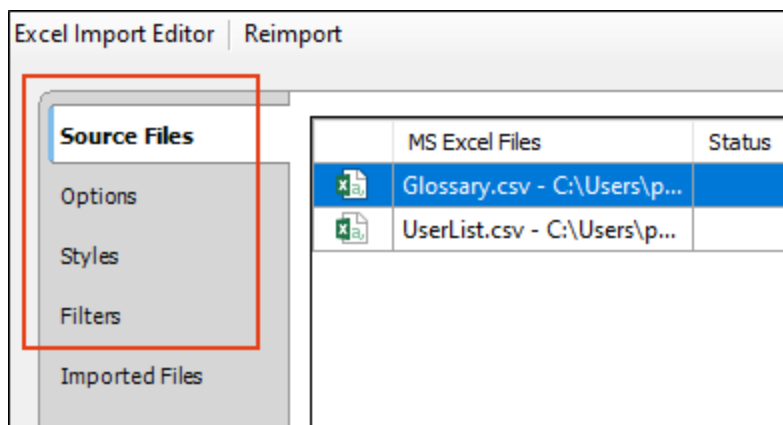 Excel Import Editor | Reimport
Source Files
Options
Styles
Filters
Imported Files
MS Excel Files Status
Glossary.csv - C:\Users\p...
UserList.csv - C:\Users\p...